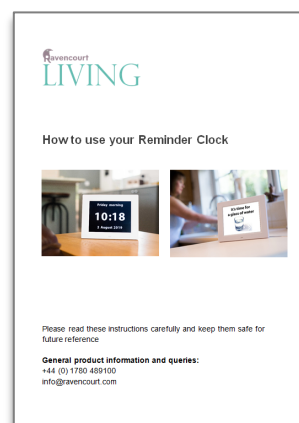 Ravencourt
LIVING
How to use your Reminder Clock
Friday morning
10:18
2 August 2019
It's time for
a glass of water
Please read these instructions carefully and keep them safe for
future reference
General product information and queries:
+44 (0) 1780 489100
info@ravencourt.com